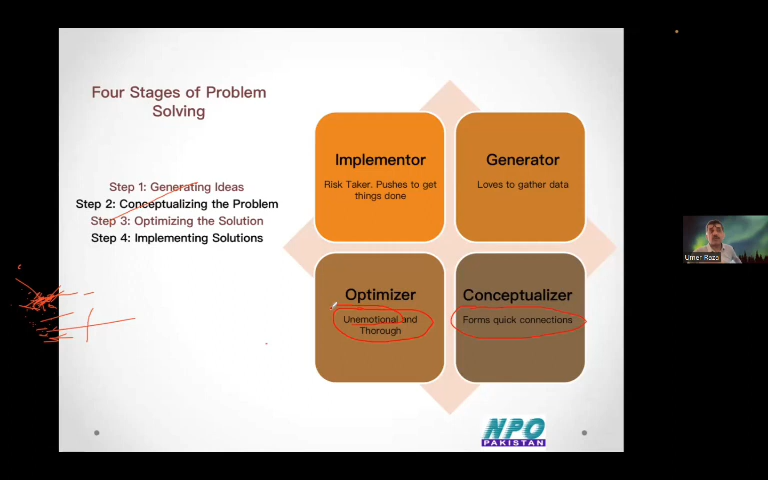 Four Stages of Problem
Solving
Step 1: Generating Ideas
Step 2: Conceptualizing the Problem
Step 3: Optimizing the Solution
Step 4: Implementing Solutions
Implementor
Risk Taker. Pushes to get
things done
Generator
Loves to gather data
Optimizer
Unemotional and
Thorough
Conceptualizer
Forms quick connections
NPO
PAKISTAN
Umer Raza